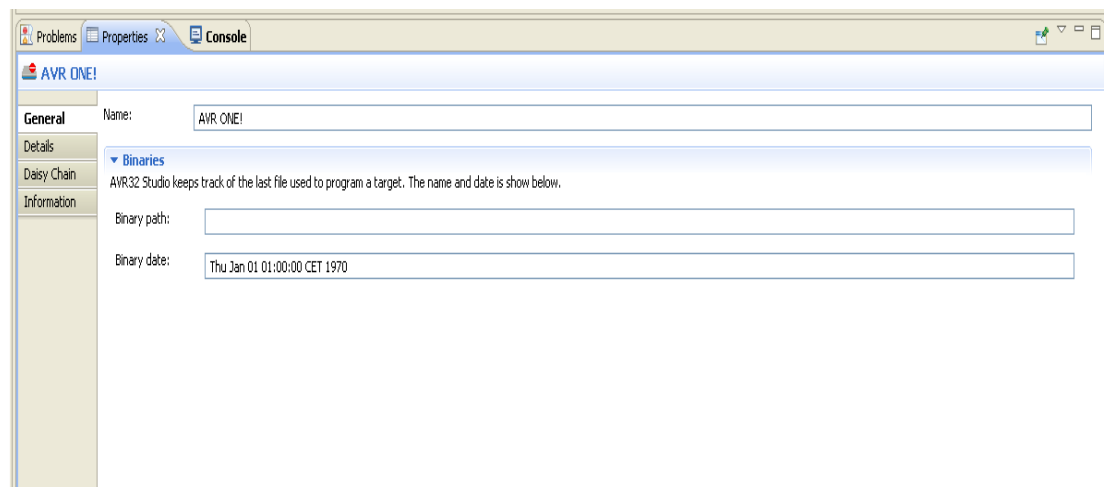 Problems Properties Console
AVR ONE!
General
Name: AVR ONE!
Details
Binaries
Daisy Chain
AVR32 Studio keeps track of the last file used to program a target. The name and date is show below.
Information
Binary path:
Binary date: Thu Jan 01 01:00:00 CET 1970